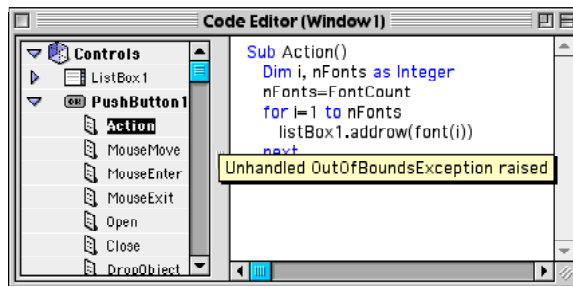 Code Editor (Window1)
Controls
ListBox1
PushButton1
Action
MouseMove
MouseEnter
MouseExit
Open
Close
DropObject
Sub Action()
Dim i, nFonts as Integer
nFonts=FontCount
for i=1 to nFonts
listBox1.addrow(font(i))
next
Unhandled OutOfBoundsException raised